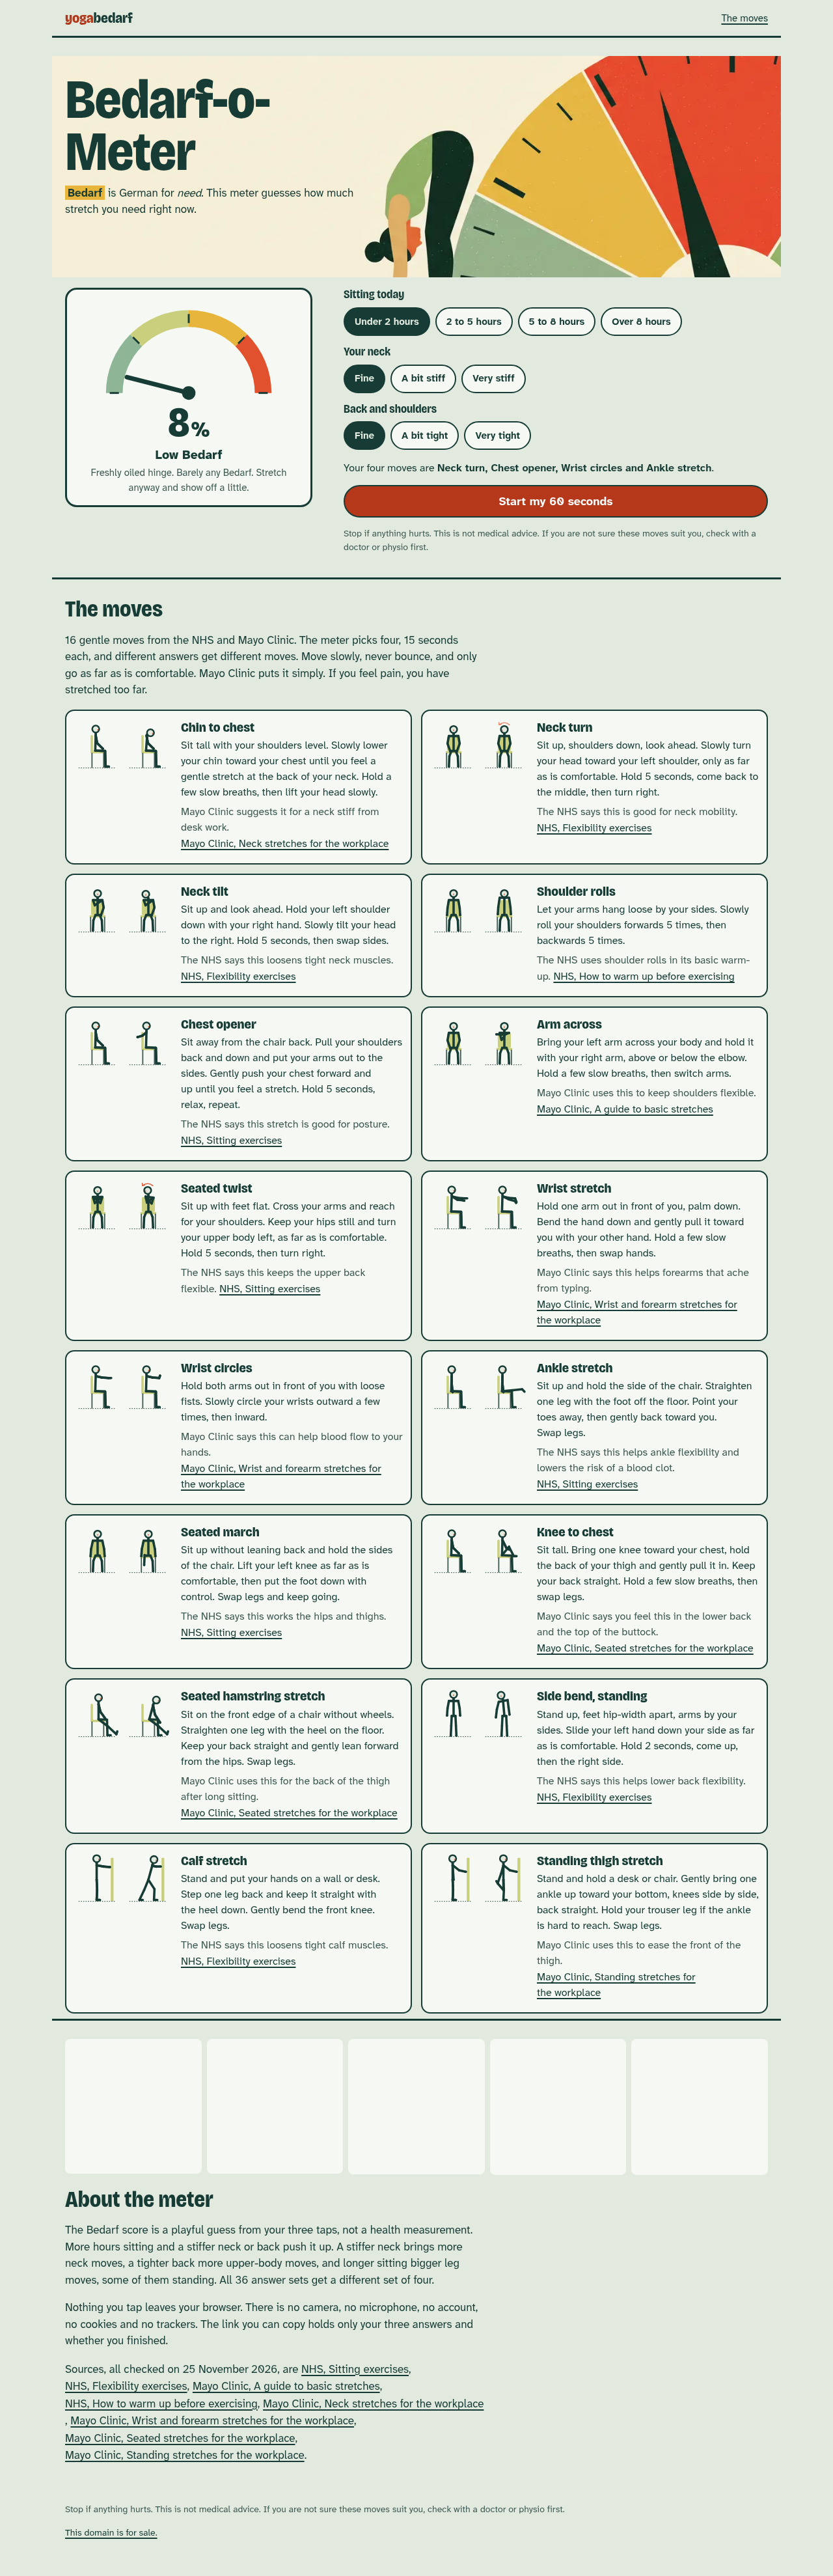 yogabedarf
The moves
Bedarf-o-
Meter
Bedarf is German for need. This meter guesses how much
stretch you need right now.
8%
Low Bedarf
Freshly oiled hinge. Barely any Bedarf. Stretch
anyway and show off a little.
Sitting today
Under 2 hours
2 to 5 hours
5 to 8 hours
Over 8 hours
Your neck
Fine
A bit stiff
Very stiff
Back and shoulders
Fine
A bit tight
Very tight
Your four moves are Neck turn, Chest opener, Wrist circles and Ankle stretch.
Start my 60 seconds
Stop if anything hurts. This is not medical advice. If you are not sure these moves suit you, check with a
doctor or physio first.
The moves
16 gentle moves from the NHS and Mayo Clinic. The meter picks four, 15 seconds
each, and different answers get different moves. Move slowly, never bounce, and only
go as far as is comfortable. Mayo Clinic puts it simply. If you feel pain, you have
stretched too far.
Chin to chest
Sit tall with your shoulders level. Slowly lower
your chin toward your chest until you feel a
gentle stretch at the back of your neck. Hold a
few slow breaths, then lift your head slowly.
Mayo Clinic suggests it for a neck stiff from
desk work.
Mayo Clinic, Neck stretches for the workplace
Neck turn
Sit up, shoulders down, look ahead. Slowly turn
your head toward your left shoulder, only as far
as is comfortable. Hold 5 seconds, come back to
the middle, then turn right.
The NHS says this is good for neck mobility.
NHS, Flexibility exercises
Neck tilt
Sit up and look ahead. Hold your left shoulder
down with your right hand. Slowly tilt your head
to the right. Hold 5 seconds, then swap sides.
The NHS says this loosens tight neck muscles.
NHS, Flexibility exercises
Shoulder rolls
Let your arms hang loose by your sides. Slowly
roll your shoulders forwards 5 times, then
backwards 5 times.
The NHS uses shoulder rolls in its basic warm-
up. NHS, How to warm up before exercising
Chest opener
Sit away from the chair back. Pull your shoulders
back and down and put your arms out to the
sides. Gently push your chest forward and
up until you feel a stretch. Hold 5 seconds,
relax, repeat.
The NHS says this stretch is good for posture.
NHS, Sitting exercises
Arm across
Bring your left arm across your body and hold it
with your right arm, above or below the elbow.
Hold a few slow breaths, then switch arms.
Mayo Clinic uses this to keep shoulders flexible.
Mayo Clinic, A guide to basic stretches
Seated twist
Sit up with feet flat. Cross your arms and reach
for your shoulders. Keep your hips still and turn
your upper body left, as far as is comfortable.
Hold 5 seconds, then turn right.
The NHS says this keeps the upper back
flexible. NHS, Sitting exercises
Wrist stretch
Hold one arm out in front of you, palm down.
Bend the hand down and gently pull it toward
you with your other hand. Hold a few slow
breaths, then swap hands.
Mayo Clinic says this helps forearms that ache
from typing.
Mayo Clinic, Wrist and forearm stretches for
the workplace
Wrist circles
Hold both arms out in front of you with loose
fists. Slowly circle your wrists outward a few
times, then inward.
Mayo Clinic says this can help blood flow to your
hands.
Mayo Clinic, Wrist and forearm stretches for
the workplace
Ankle stretch
Sit up and hold the side of the chair. Straighten
one leg with the foot off the floor. Point your
toes away, then gently back toward you.
Swap legs.
The NHS says this helps ankle flexibility and
lowers the risk of a blood clot.
NHS, Sitting exercises
Seated march
Sit up without leaning back and hold the sides
of the chair. Lift your left knee as far as is
comfortable, then put the foot down with
control. Swap legs and keep going.
The NHS says this works the hips and thighs.
NHS, Sitting exercises
Knee to chest
Sit tall. Bring one knee toward your chest, hold
the back of your thigh and gently pull it in. Keep
your back straight. Hold a few slow breaths, then
swap legs.
Mayo Clinic says you feel this in the lower back
and the top of the buttock.
Mayo Clinic, Seated stretches for the workplace
Seated hamstring stretch
Sit on the front edge of a chair without wheels.
Straighten one leg with the heel on the floor.
Keep your back straight and gently lean forward
from the hips. Swap legs.
Mayo Clinic uses this for the back of the thigh
after long sitting.
Mayo Clinic, Seated stretches for the workplace
Side bend, standing
Stand up, feet hip-width apart, arms by your
sides. Slide your left hand down your side as far
as is comfortable. Hold 2 seconds, come up,
then the right side.
The NHS says this helps lower back flexibility.
NHS, Flexibility exercises
Calf stretch
Stand and put your hands on a wall or desk.
Step one leg back and keep it straight with
the heel down. Gently bend the front knee.
Swap legs.
The NHS says this loosens tight calf muscles.
NHS, Flexibility exercises
Standing thigh stretch
Stand and hold a desk or chair. Gently bring one
ankle up toward your bottom, knees side by side,
back straight. Hold your trouser leg if the ankle
is hard to reach. Swap legs.
Mayo Clinic uses this to ease the front of the
thigh.
Mayo Clinic, Standing stretches for
the workplace
About the meter
The Bedarf score is a playful guess from your three taps, not a health measurement.
More hours sitting and a stiffer neck or back push it up. A stiffer neck brings more
neck moves, a tighter back more upper-body moves, and longer sitting bigger leg
moves, some of them standing. All 36 answer sets get a different set of four.
Nothing you tap leaves your browser. There is no camera, no microphone, no account,
no cookies and no trackers. The link you can copy holds only your three answers and
whether you finished.
Sources, all checked on 25 November 2026, are NHS, Sitting exercises,
NHS, Flexibility exercises, Mayo Clinic, A guide to basic stretches,
NHS, How to warm up before exercising, Mayo Clinic, Neck stretches for the workplace
, Mayo Clinic, Wrist and forearm stretches for the workplace,
Mayo Clinic, Seated stretches for the workplace,
Mayo Clinic, Standing stretches for the workplace.
Stop if anything hurts. This is not medical advice. If you are not sure these moves suit you, check with a doctor or physio first.
This domain is for sale.